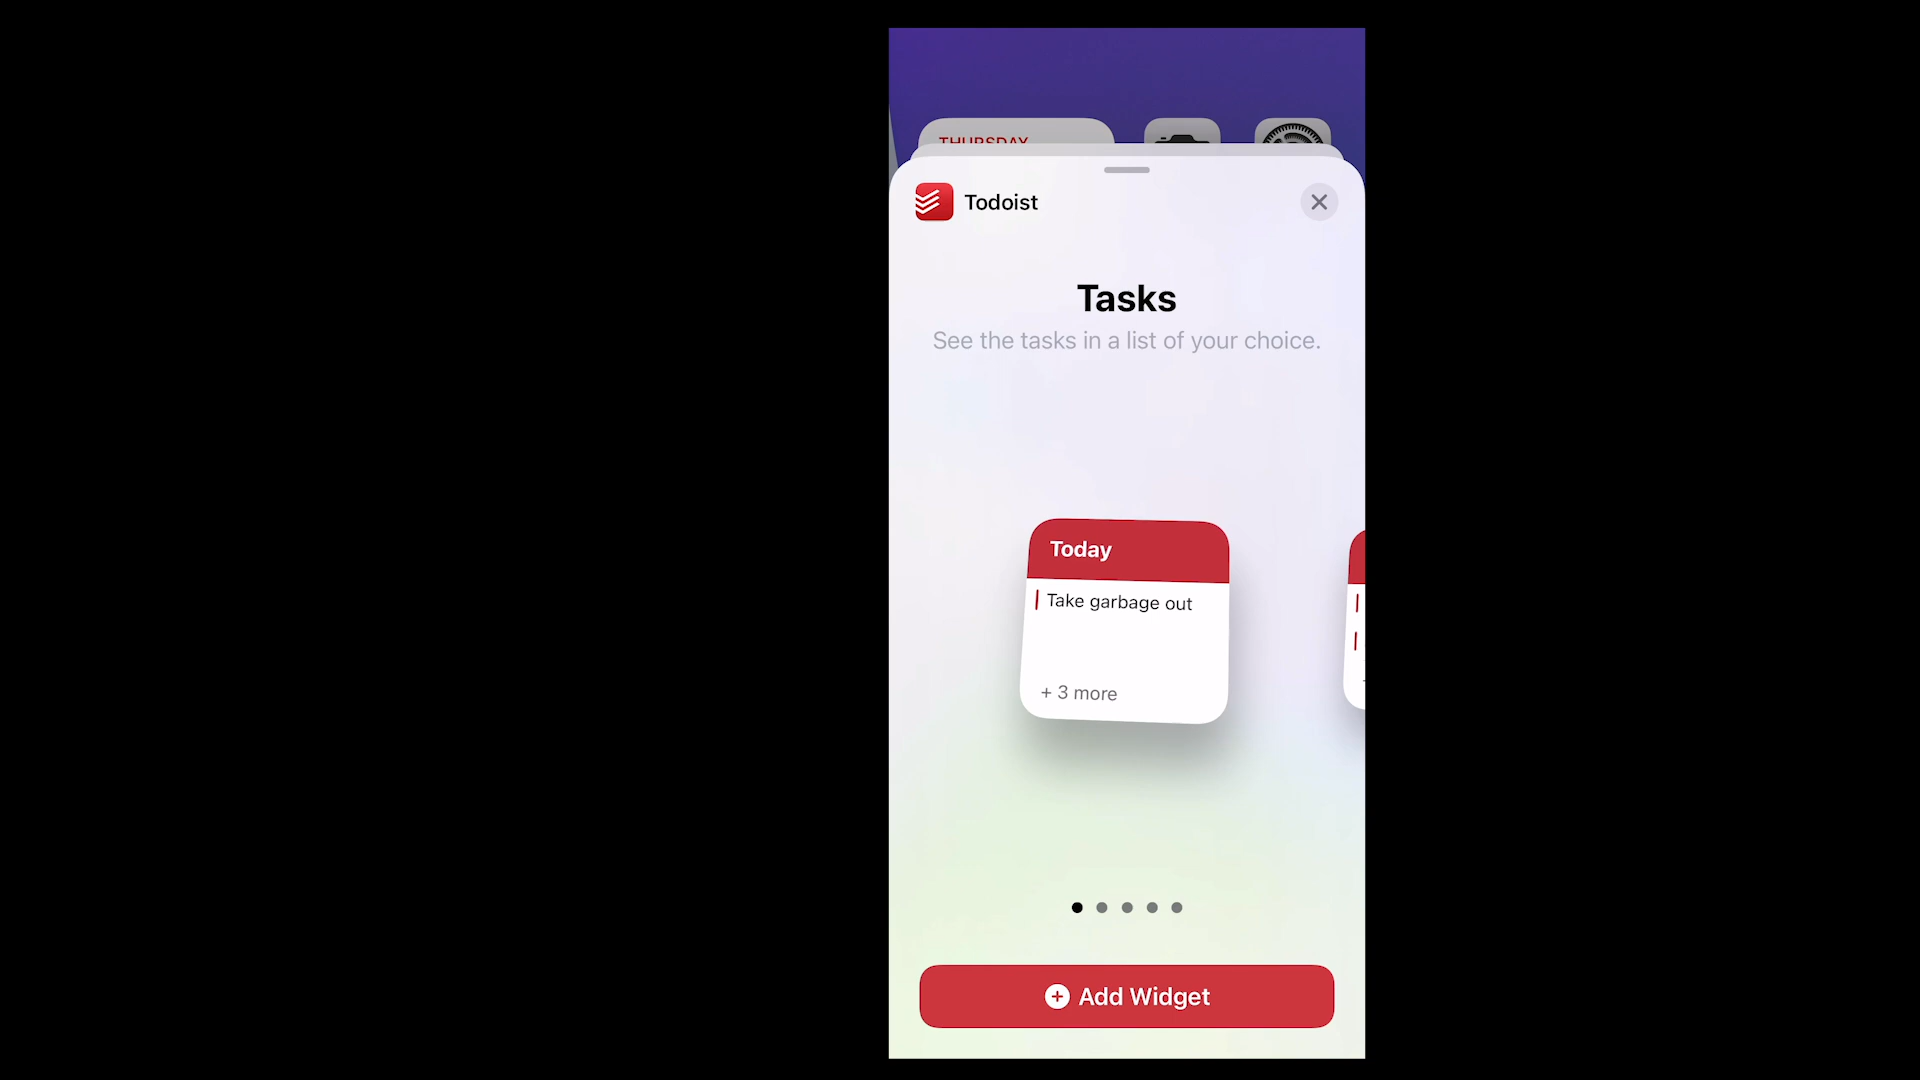 THURSDAY
Todoist
Tasks
See the tasks in a list of your choice.
Today
Take garbage out
+ 3 more
Add Widget